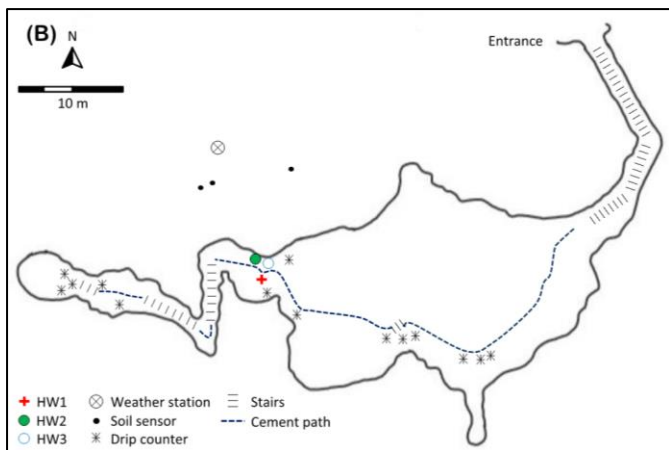 (B)
N
Entrance
10 m
HW1
Weather station
Stairs
HW2
Soil sensor
Cement path
HW3
Drip counter